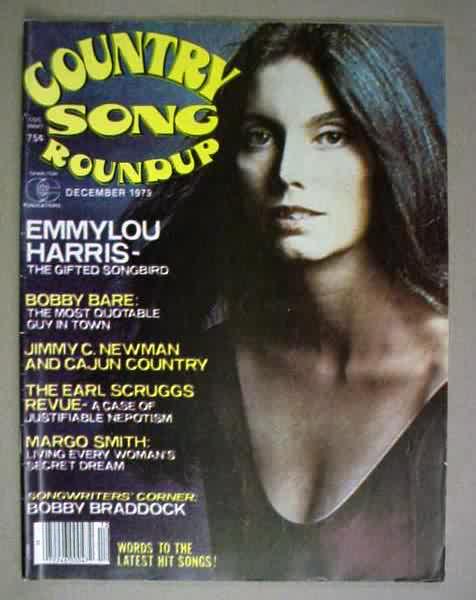 COUNTRY
SONG
ROUNDUP
75¢
DECEMBER 1979
PUBLICATIONS
EMMYLOU
HARRIS-
THE GIFTED SONGBIRD
BOBBY BARE:
THE MOST QUOTABLE
GUY IN TOWN
JIMMY C. NEWMAN
AND CAJUN COUNTRY
THE EARL SCRUGGS
REVUE- A CASE OF
JUSTIFIABLE NEPOTISM
MARGO SMITH:
LIVING EVERY WOMAN'S
SECRET DREAM
SONGWRITERS' CORNER:
BOBBY BRADDOCK
WORDS TO THE
LATEST HIT SONGS!